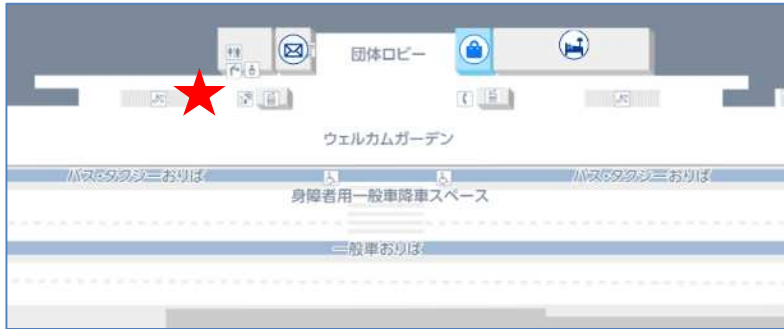 団体ロビー
ウェルカムガーデン
バス・タクシーおりば
バス・タクシーおりば
身障者用一般車降車スペース
一般車おりば